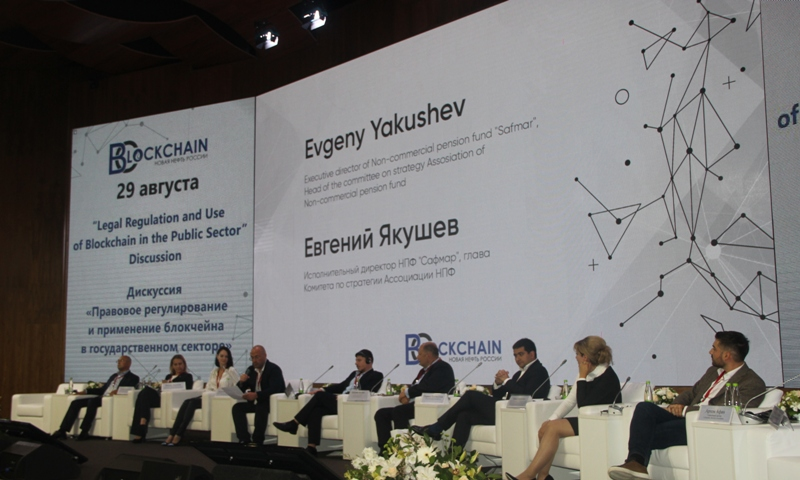 BLOCKCHAIN
НОВАЯ НЕФТЬ РОССИИ
29 августа
“Legal Regulation and Use
of Blockchain in the Public Sector”
Discussion
Дискуссия
«Правовое регулирование
и применение блокчейна
в государственном секторе»
Evgeny Yakushev
Executive director of Non-commercial pension fund "Safmar",
Head of the committee on strategy Assosiation of
Non-commercial pension fund
Евгений Якушев
Исполнительный директор НПФ "Сафмар", глава
Комитета по стратегии Ассоциации НПФ
BLOCKCHAIN
НОВАЯ НЕФТЬ РОССИИ
of